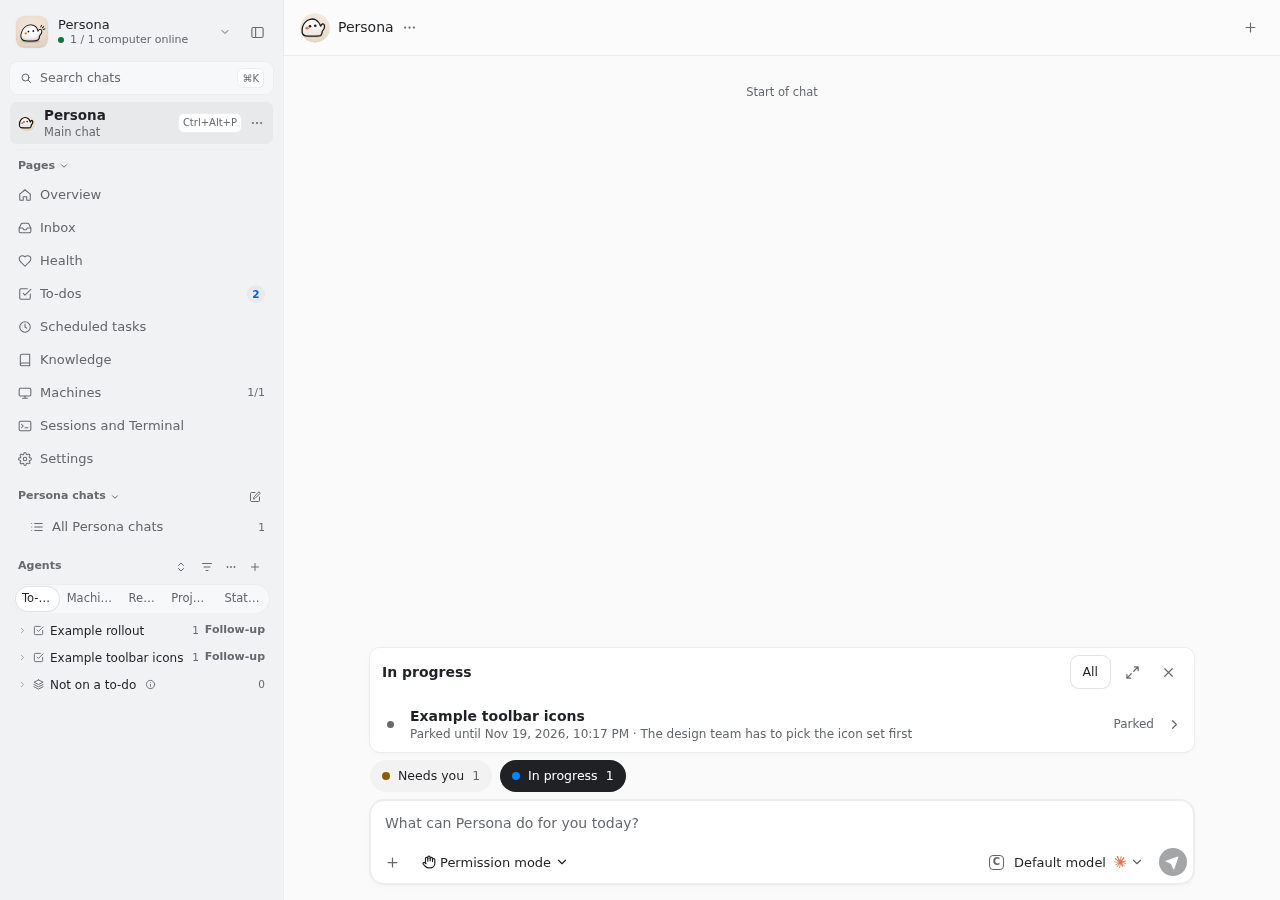 Persona
1 / 1 computer online
Search chats
⌘K
Persona
Main chat
Ctrl+Alt+P
Pages
Overview
Inbox
Health
To-dos
2
Scheduled tasks
Knowledge
Machines
1/1
Sessions and Terminal
Settings
Persona chats
All Persona chats
1
Agents
To-…
Machi…
Re…
Proj…
Stat…
Example rollout
1 Follow-up
Example toolbar icons
1 Follow-up
Not on a to-do
0
Persona
Start of chat
In progress
All
Example toolbar icons
Parked until Nov 19, 2026, 10:17 PM · The design team has to pick the icon set first
Parked
Needs you 1
In progress 1
What can Persona do for you today?
Permission mode
C
Default model